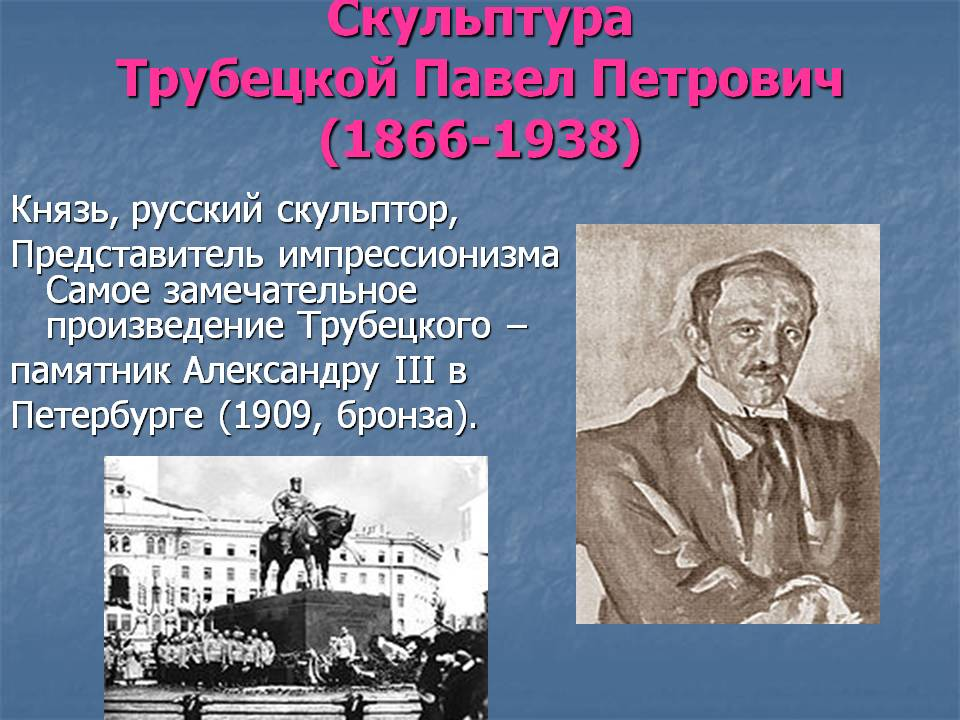 Скульптура
Трубецкой Павел Петрович
(1866-1938)
Князь, русский скульптор,
Представитель импрессионизма
Самое замечательное
произведение Трубецкого –
памятник Александру III в
Петербурге (1909, бронза).